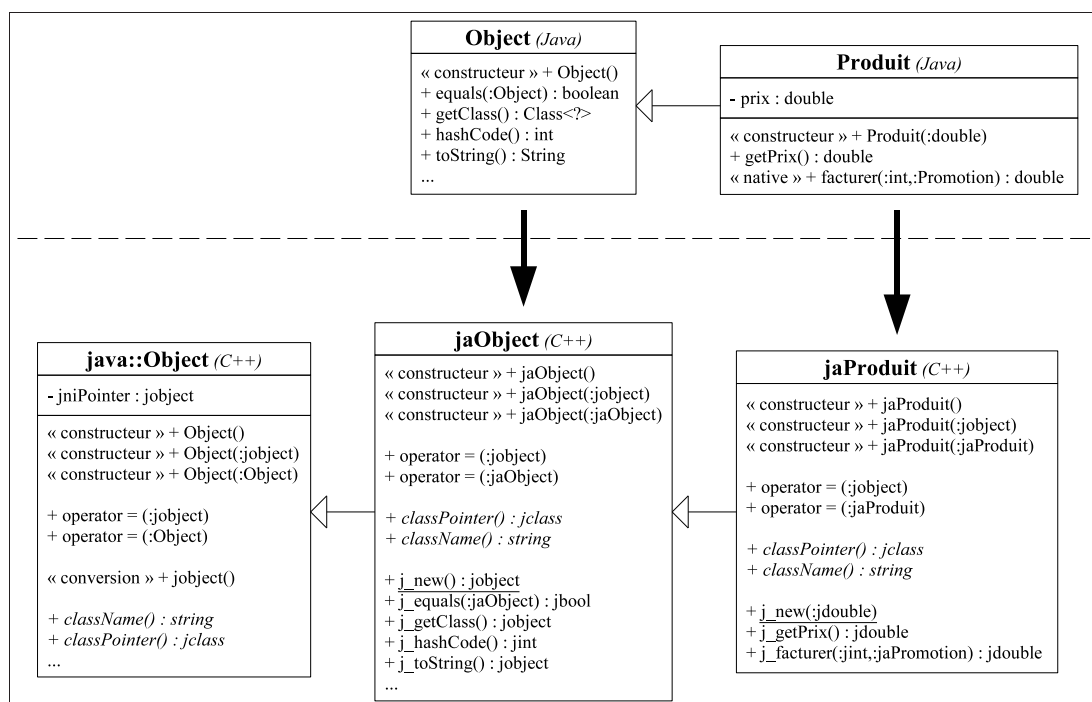 Object (Java)
« constructeur » + Object()
+ equals(:Object) : boolean
+ getClass() : Class<?>
+ hashCode() : int
+ toString() : String
...
Produit (Java)
- prix : double
« constructeur » + Produit(:double)
+ getPrix() : double
« native » + facturer(:int,:Promotion) : double
java::Object (C++)
- jniPointer : jobject
« constructeur » + Object()
« constructeur » + Object(:jobject)
« constructeur » + Object(:Object)
+ operator = (:jobject)
+ operator = (:Object)
« conversion » + jobject()
+ className() : string
+ classPointer() : jclass
...
jaObject (C++)
« constructeur » + jaObject()
« constructeur » + jaObject(:jobject)
« constructeur » + jaObject(:jaObject)
+ operator = (:jobject)
+ operator = (:jaObject)
+ classPointer() : jclass
+ className() : string
+ j_new() : jobject
+ j_equals(:jaObject) : jbool
+ j_getClass() : jobject
+ j_hashCode() : jint
+ j_toString() : jobject
...
jaProduit (C++)
« constructeur » + jaProduit()
« constructeur » + jaProduit(:jobject)
« constructeur » + jaProduit(:jaProduit)
+ operator = (:jobject)
+ operator = (:jaProduit)
+ classPointer() : jclass
+ className() : string
+ j_new(:jdouble)
+ j_getPrix() : jdouble
+ j_facturer(:jint,:jaPromotion) : jdouble